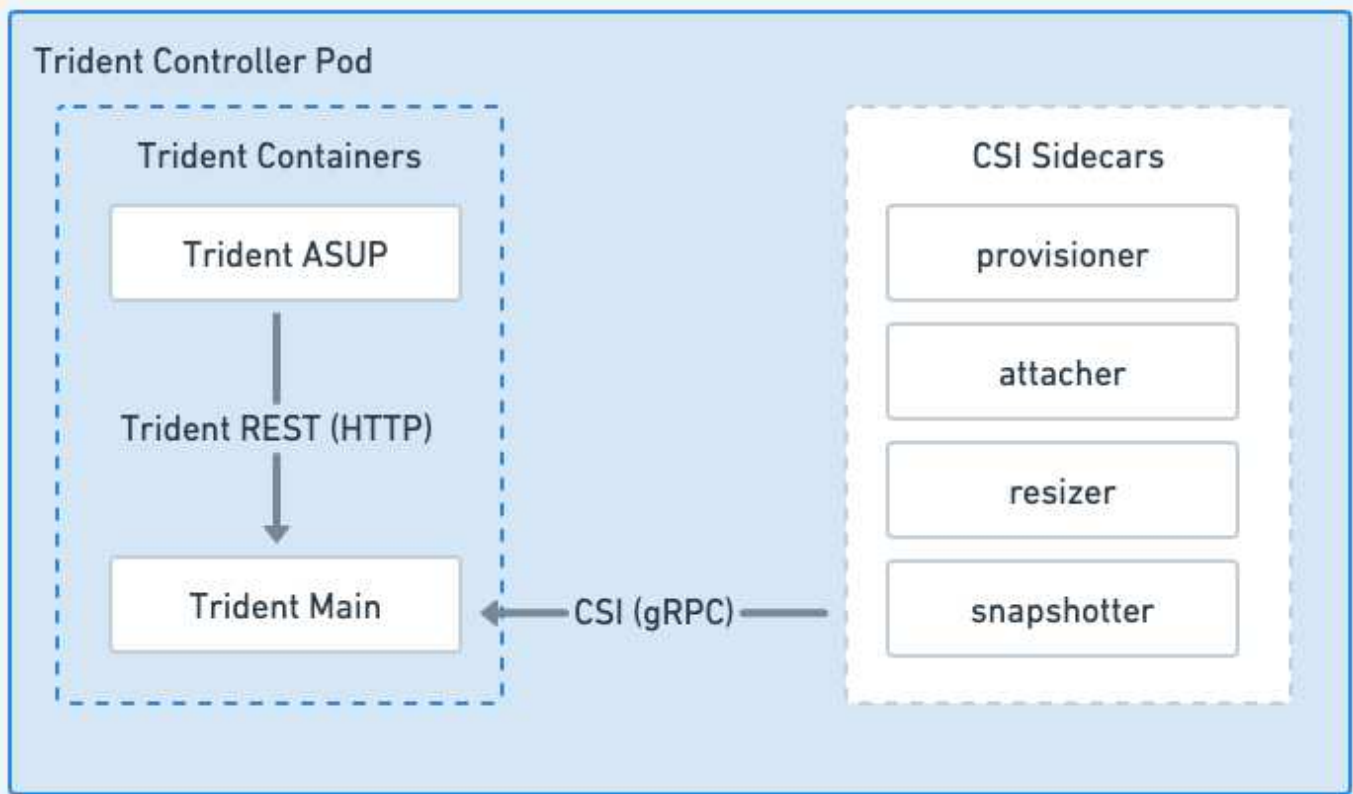 Trident Controller Pod
Trident Containers
Trident ASUP
Trident REST (HTTP)
Trident Main
CSI (gRPC)
CSI Sidecars
provisioner
attacher
resizer
snapshotter